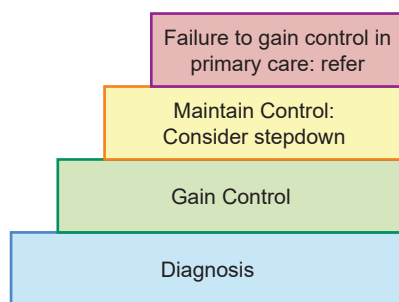 Failure to gain control in
primary care: refer
Maintain Control:
Consider stepdown
Gain Control
Diagnosis